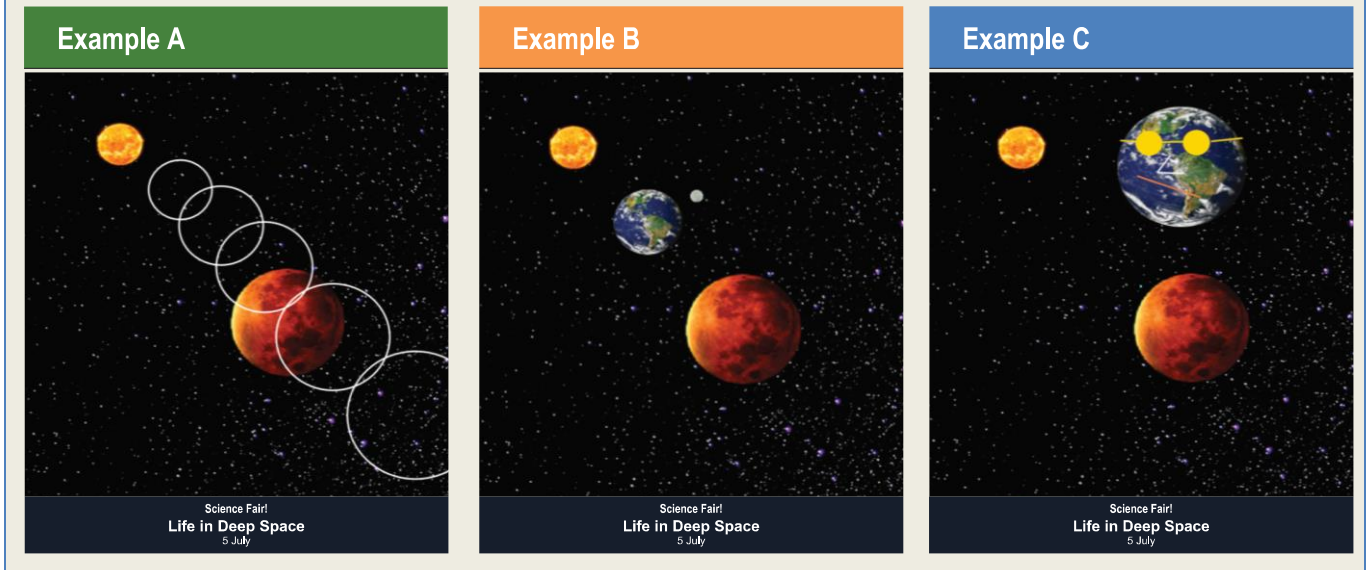 Example A
Science Fair!
Life in Deep Space
5 July
Example B
Science Fair!
Life in Deep Space
5 July
Example C
Science Fair!
Life in Deep Space
5 July